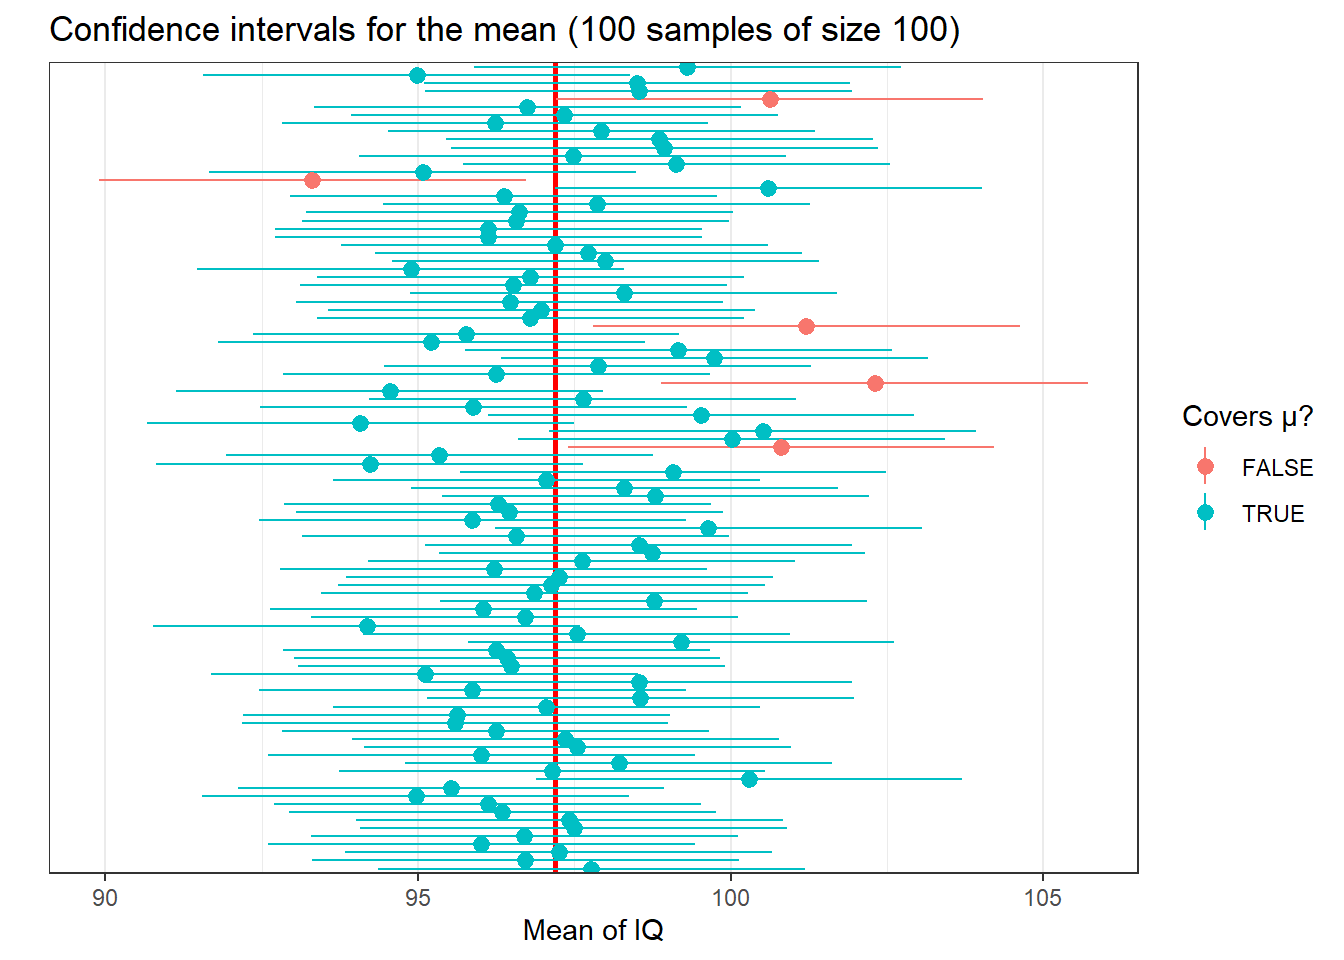 Confidence intervals for the mean (100 samples of size 100)
Covers μ?
FALSE
TRUE
90
95
100
105
Mean of IQ